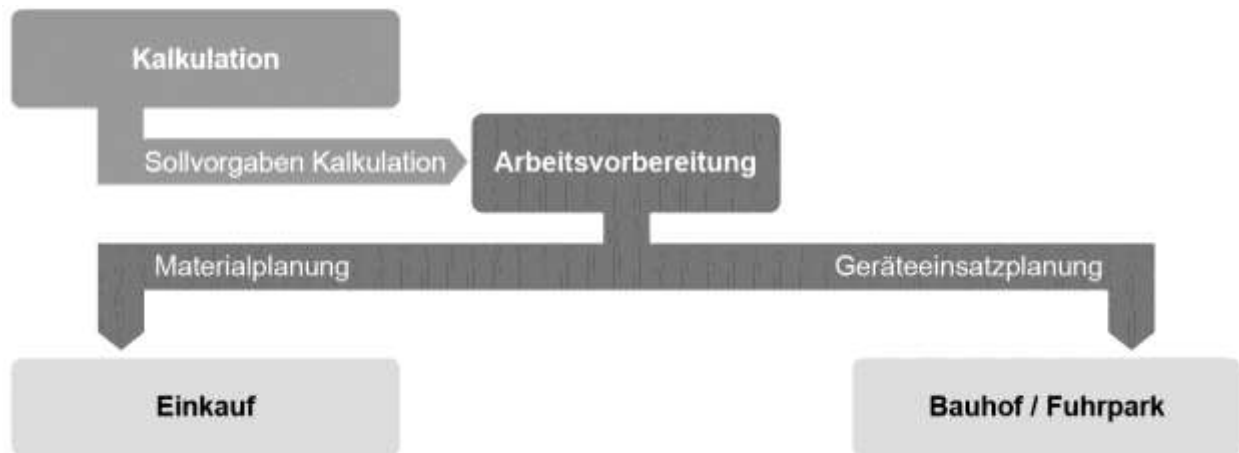 Kalkulation
Sollvorgaben Kalkulation
Arbeitsvorbereitung
Materialplanung
Geräteeinsatzplanung
Einkauf
Bauhof / Fuhrpark